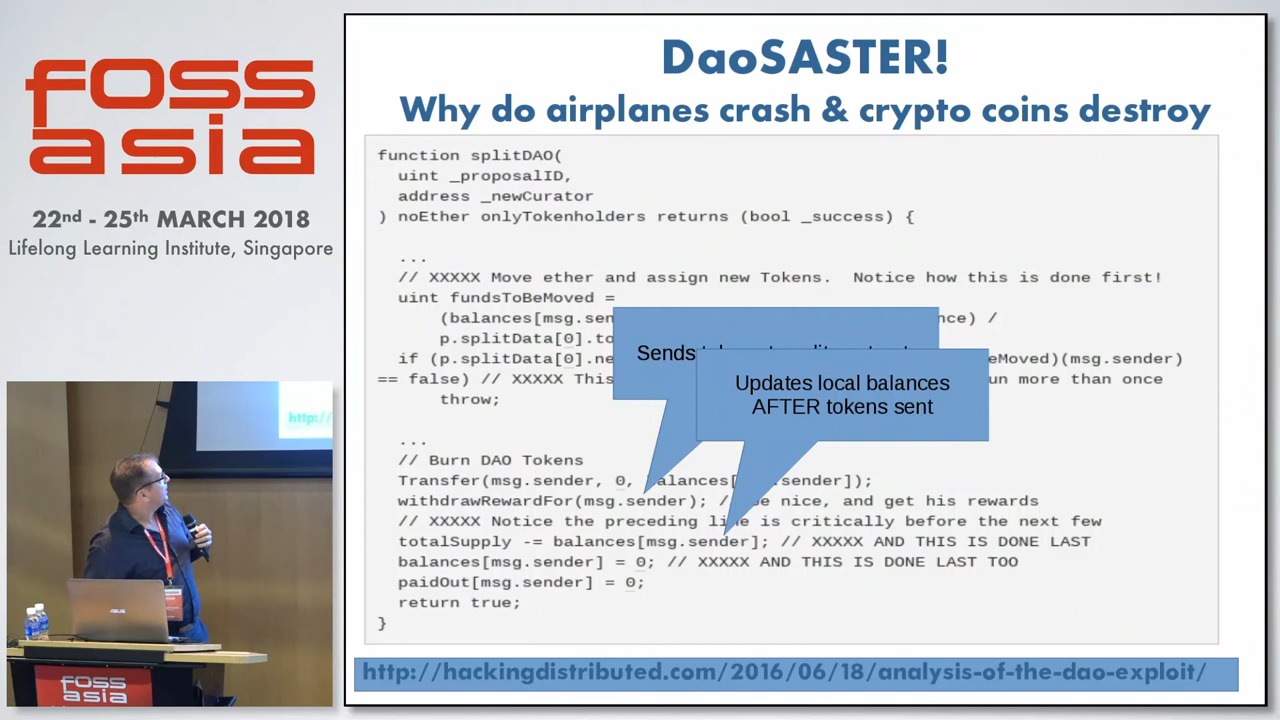 foss
asia
22nd - 25th MARCH 2018
Lifelong Learning Institute, Singapore
http://
ASUS
foss
asia
DaoSASTER!
Why do airplanes crash & crypto coins destroy
function splitDAO(
uint _proposalID,
address _newCurator
) noEther onlyTokenholders returns (bool _success) {
...
// XXXXX Move ether and assign new Tokens.  Notice how this is done first!
uint fundsToBeMoved =
(balances[msg.sen nce) /
p.splitData[0].to
if (p.splitData[0].ne eMoved)(msg.sender)
== false) // XXXXX This un more than once
throw;
Sends
Updates local balances
AFTER tokens sent
...
// Burn DAO Tokens
Transfer(msg.sender, 0, balances[ .sender]);
withdrawRewardFor(msg.sender); // be nice, and get his rewards
// XXXXX Notice the preceding line is critically before the next few
totalSupply -= balances[msg.sender]; // XXXXX AND THIS IS DONE LAST
balances[msg.sender] = 0; // XXXXX AND THIS IS DONE LAST TOO
paidOut[msg.sender] = 0;
return true;
}
http://hackingdistributed.com/2016/06/18/analysis-of-the-dao-exploit/